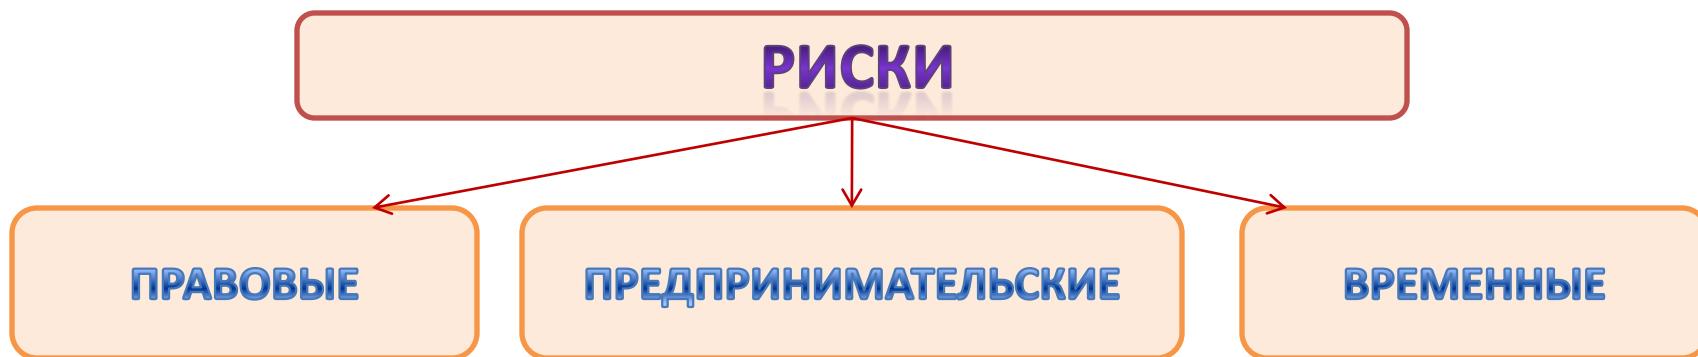 РИСКИ
ПРАВОВЫЕ
ПРЕДПРИНИМАТЕЛЬСКИЕ
ВРЕМЕННЫЕ